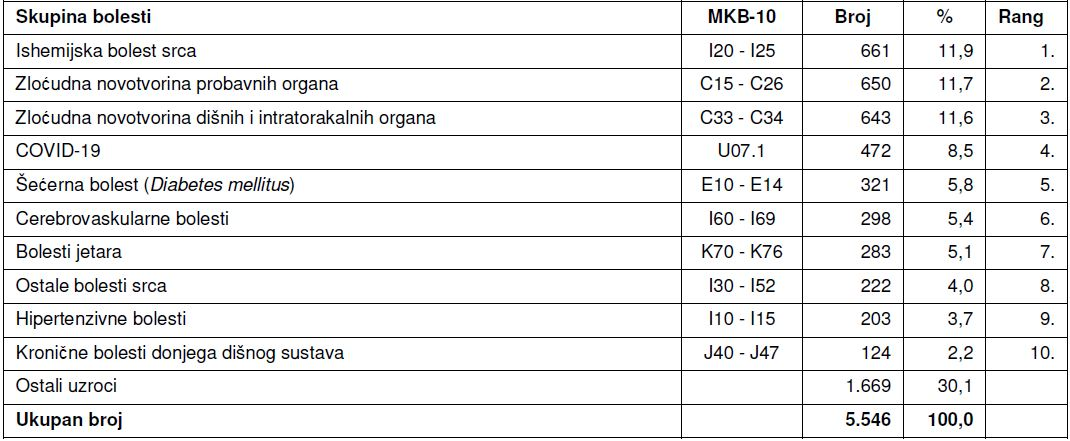 Skupina bolesti MKB-10 Broj % Rang
Ishemijska bolest srca I20 - I25 661 11,9 1.
Zloćudna novotvorina probavnih organa C15 - C26 650 11,7 2.
Zloćudna novotvorina dišnih i intratorakalnih organa C33 - C34 643 11,6 3.
COVID-19 U07.1 472 8,5 4.
Šećerna bolest (Diabetes mellitus) E10 - E14 321 5,8 5.
Cerebrovaskularne bolesti I60 - I69 298 5,4 6.
Bolesti jetara K70 - K76 283 5,1 7.
Ostale bolesti srca I30 - I52 222 4,0 8.
Hipertenzivne bolesti I10 - I15 203 3,7 9.
Kronične bolesti donjega dišnog sustava J40 - J47 124 2,2 10.
Ostali uzroci 1.669 30,1
Ukupan broj 5.546 100,0